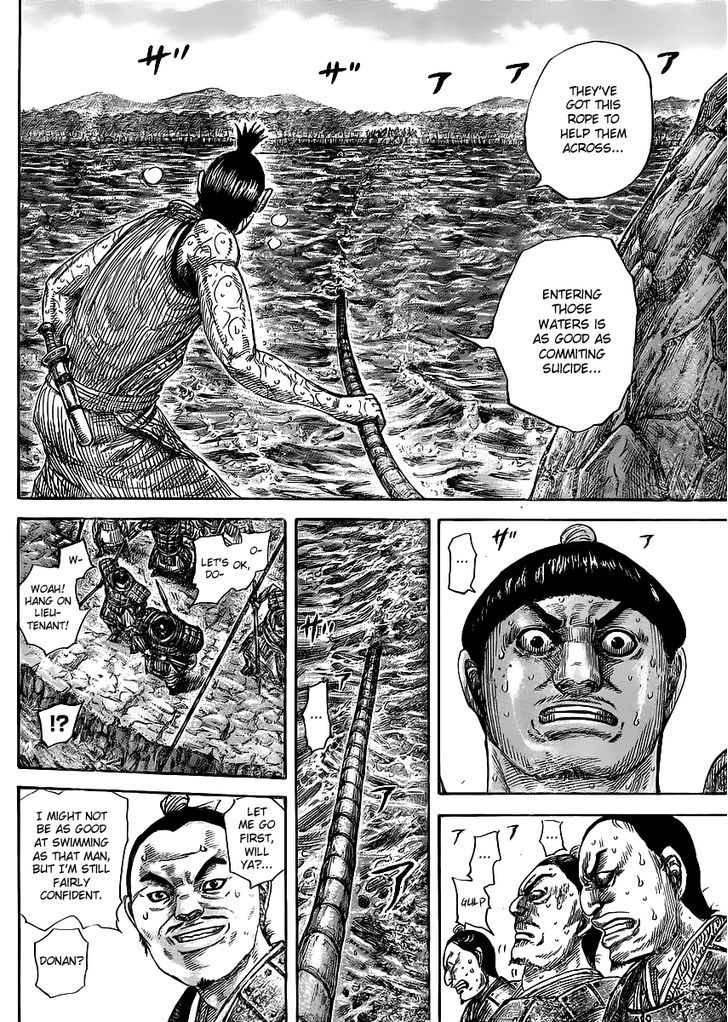 ザ
ザ
ア
ア
ア
THEY'VE
GOT THIS
ROPE TO
HELP THEM
ACROSS...
ENTERING
THOSE
WATERS IS
AS GOOD AS
COMMITING
SUICIDE...
ザ
ア
...
O-
LET'S OK,
DO-
W-
WOAH!
HANG ON
LIEU-
TENANT!
!?
ザ
ア
...
ア
ア
ア
...
...
GULP
LET
ME GO
FIRST,
WILL
YA?...
I MIGHT NOT
BE AS GOOD
AT SWIMMING
AS THAT MAN,
BUT I'M STILL
FAIRLY
CONFIDENT.
DONAN?